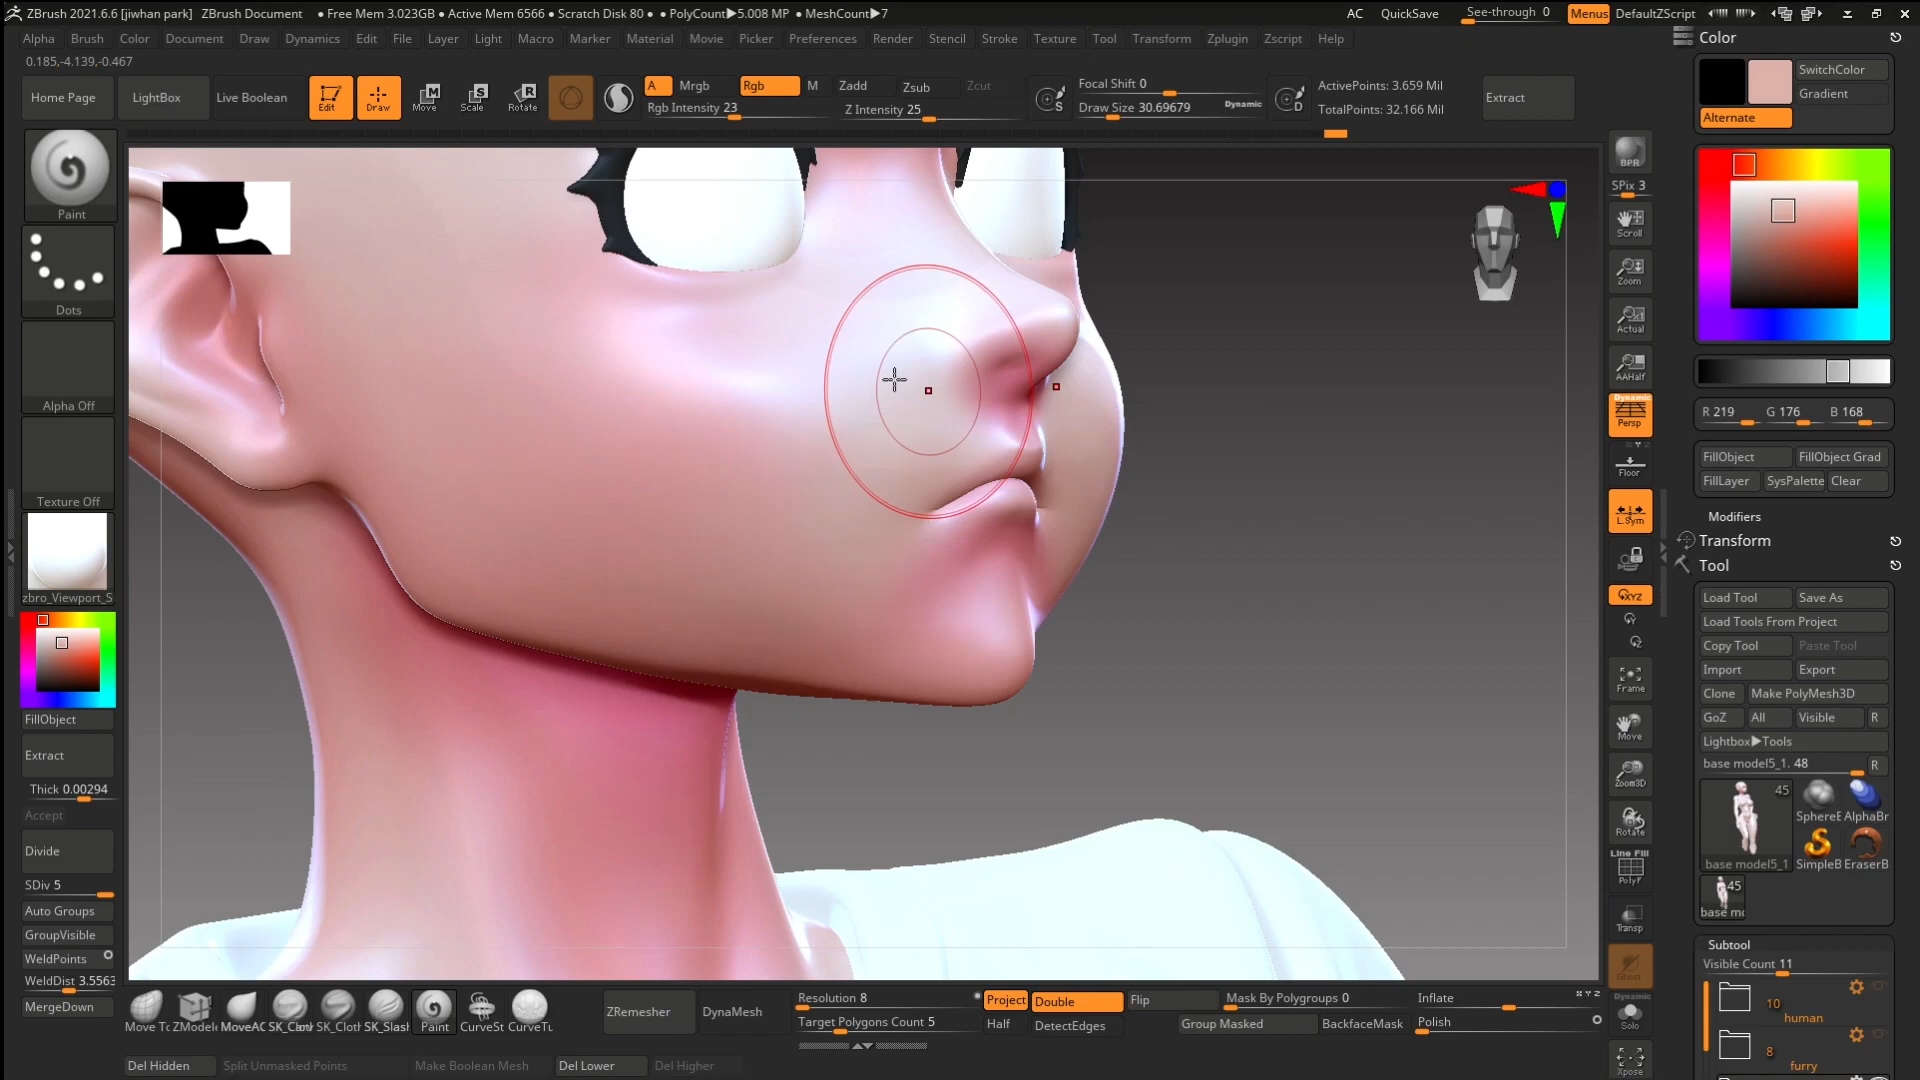 ZBrush 2021.6.6 [jiwhan park] ZBrush Document ● Free Mem 3.023GB ● Active Mem 6566 ● Scratch Disk 80 ● ● PolyCount▶5.008 MP ● MeshCount▶7 AC QuickSave See-through 0 Menus DefaultZScript
Alpha Brush Color Document Draw Dynamics Edit File Layer Light Macro Marker Material Movie Picker Preferences Render Stencil Stroke Texture Tool Transform Zplugin Zscript Help
0.185,-4.139,-0.467
Home Page LightBox Live Boolean Edit Draw Move Scale Rotate
A Mrgb Rgb M Zadd Zsub Zcut
Rgb Intensity 23 Z Intensity 25
Focal Shift 0
Draw Size 30.69679 Dynamic
ActivePoints: 3.659 Mil
TotalPoints: 32.166 Mil
Extract
Paint
Dots
Alpha Off
Texture Off
zbro_Viewport_S
FillObject
Extract
Thick 0.00294
Accept
Divide
SDiv 5
Auto Groups
GroupVisible
WeldPoints
WeldDist 3.5563
MergeDown
BPR
SPix 3
Scroll
Zoom
Actual
AAHalf
Dynamic
Persp
Floor
L.Sym
XYZ
Frame
Move
Zoom3D
Rotate
Line Fill
PolyF
Transp
Ghost
Dynamic
Solo
Xpose
Color
SwitchColor
Gradient
Alternate
R 219 G 176 B 168
FillObject FillObject Grad
FillLayer SysPalette Clear
Modifiers
Transform
Tool
Load Tool Save As
Load Tools From Project
Copy Tool Paste Tool
Import Export
Clone Make PolyMesh3D
GoZ All Visible R
Lightbox▶Tools
base model5_1. 48 R
45
SphereE AlphaBr
base model5_1 SimpleB EraserB
45
base mo
Subtool
Visible Count 11
10
human
8
furry
Move To ZModele MoveAC SK_Clot SK_Cloth SK_Slash Paint CurveSt CurveTu
ZRemesher DynaMesh
Resolution 8
Target Polygons Count 5
Project Double Flip
Half DetectEdges
Mask By Polygroups 0
Group Masked BackfaceMask
Inflate
Polish
X Y Z
Del Hidden Split Unmasked Points Make Boolean Mesh Del Lower Del Higher